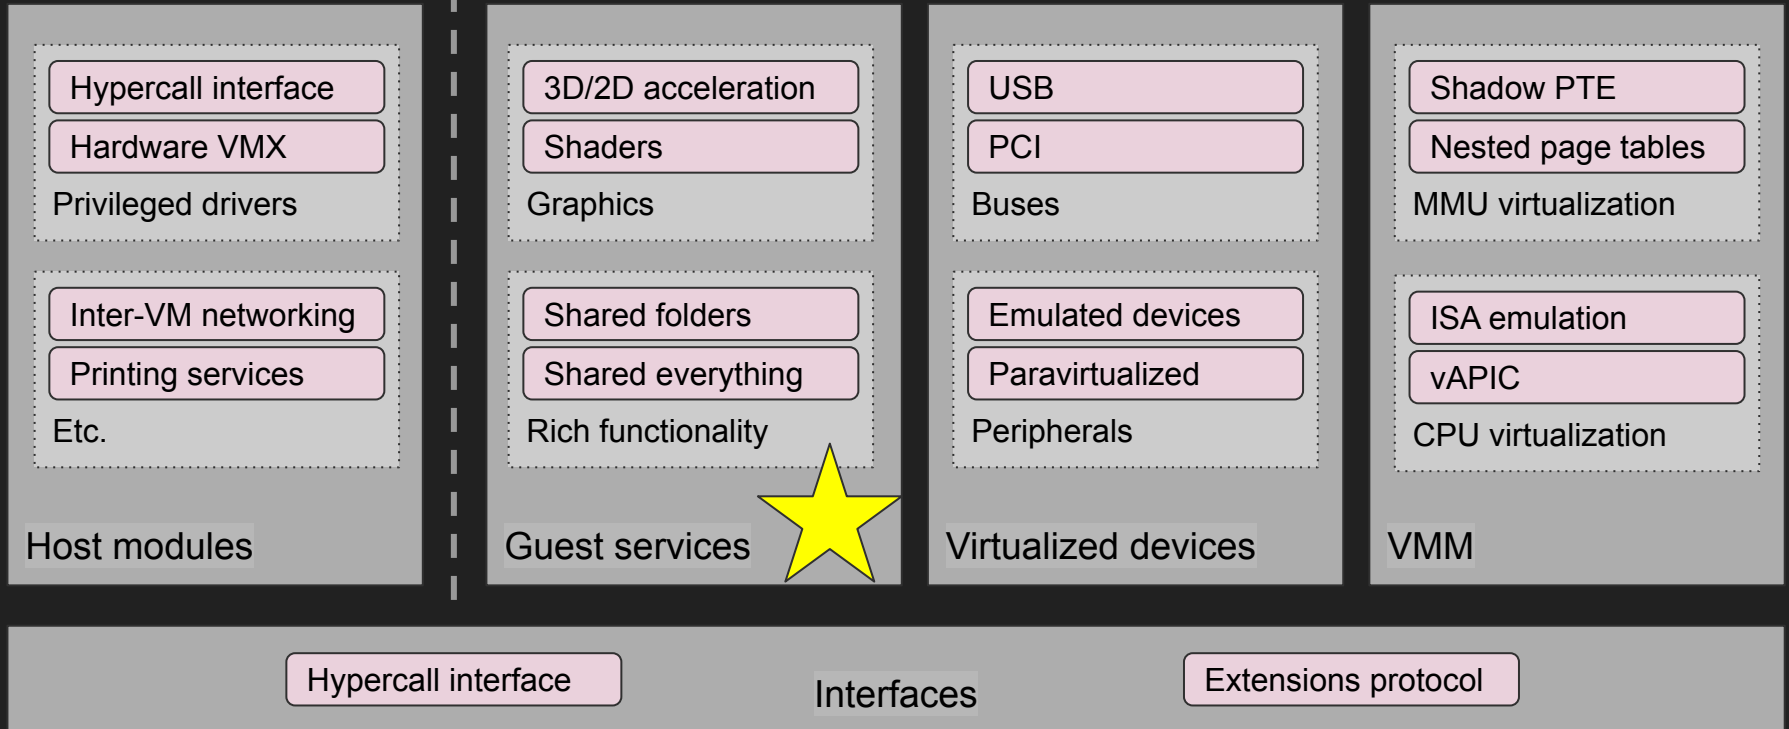 Hypercall interface
Hardware VMX
Privileged drivers
Inter-VM networking
Printing services
Etc.
Host modules
3D/2D acceleration
Shaders
Graphics
Shared folders
Shared everything
Rich functionality
Guest services
USB
PCI
Buses
Emulated devices
Paravirtualized
Peripherals
Virtualized devices
Shadow PTE
Nested page tables
MMU virtualization
ISA emulation
vAPIC
CPU virtualization
VMM
Hypercall interface
Interfaces
Extensions protocol